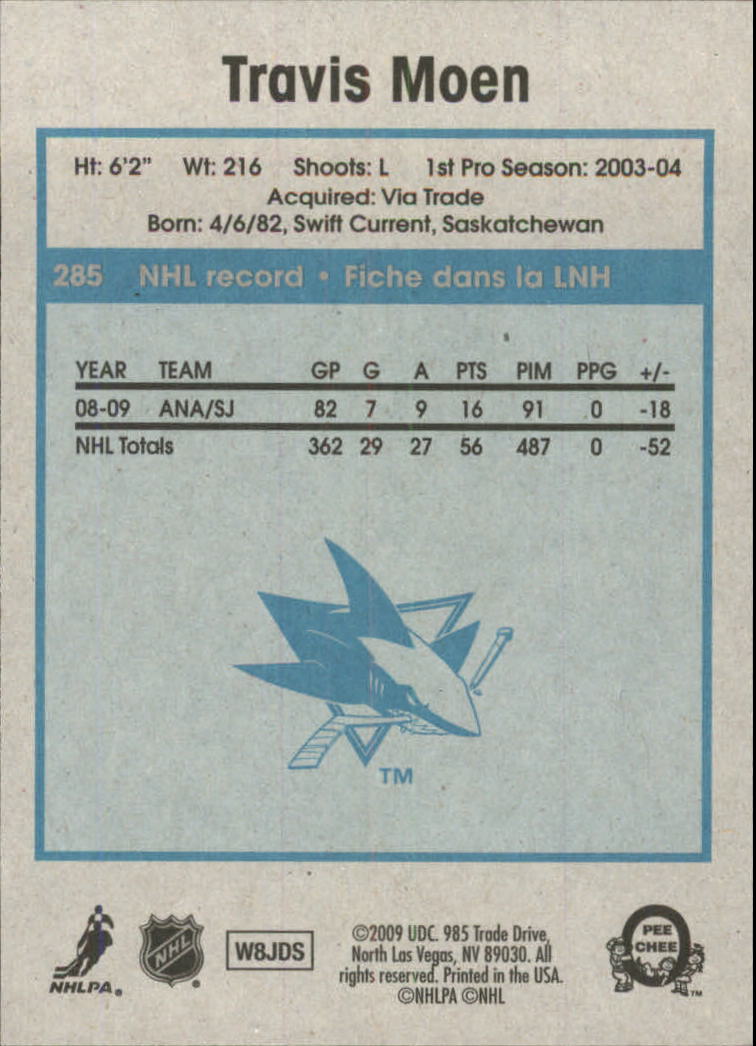 Travis Moen
Ht: 6'2" Wt: 216 Shoots: L 1st Pro Season: 2003-04
Acquired: Via Trade
Born: 4/6/82, Swift Current, Saskatchewan
285 NHL record • Fiche dans la LNH
YEAR TEAM GP G A PTS PIM PPG +/-
08-09 ANA/SJ 82 7 9 16 91 0 -18
NHL Totals 362 29 27 56 487 0 -52
TM
NHLPA®
NHL®
W8JDS
©2009 UDC. 985 Trade Drive,
North Las Vegas, NV 89030. All
rights reserved. Printed in the USA.
©NHLPA ©NHL
O
PEE
CHEE
TM